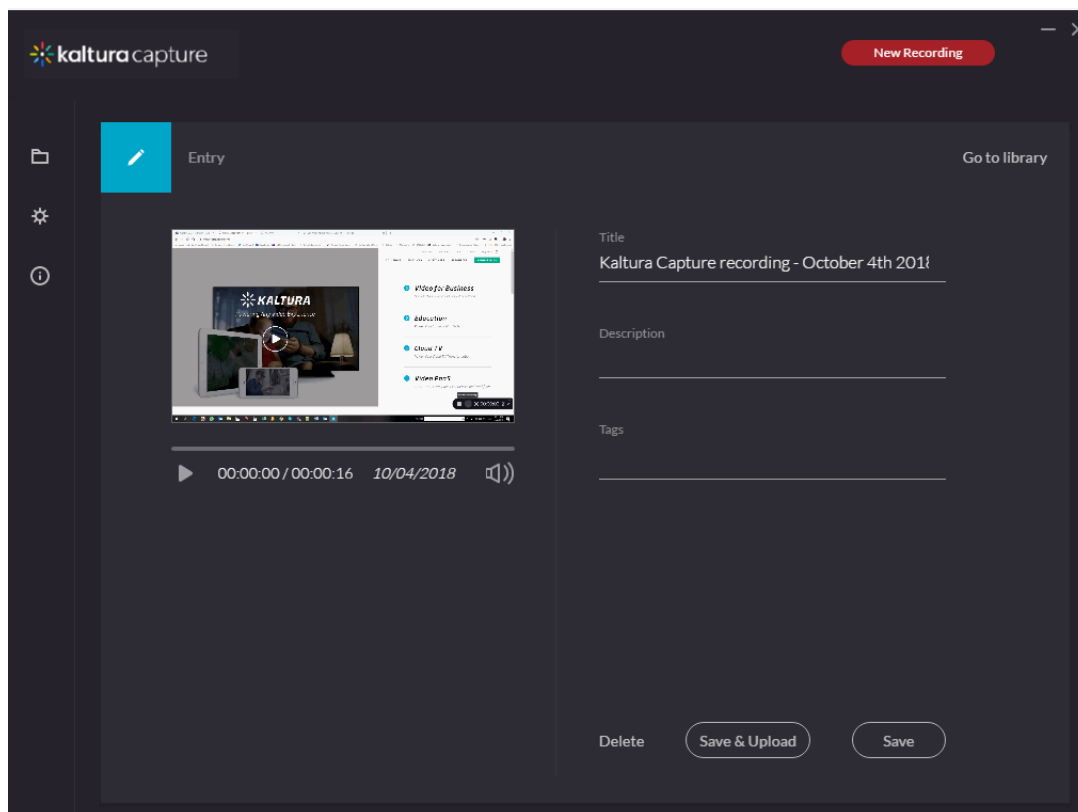 kaltura capture
New Recording
Entry
Go to library
KALTURA
Video for Business
Education
Cloud TV
Video PaaS
00:00:00 / 00:00:16 10/04/2018
Title
Kaltura Capture recording - October 4th 2018
Description
Tags
Delete
Save & Upload
Save